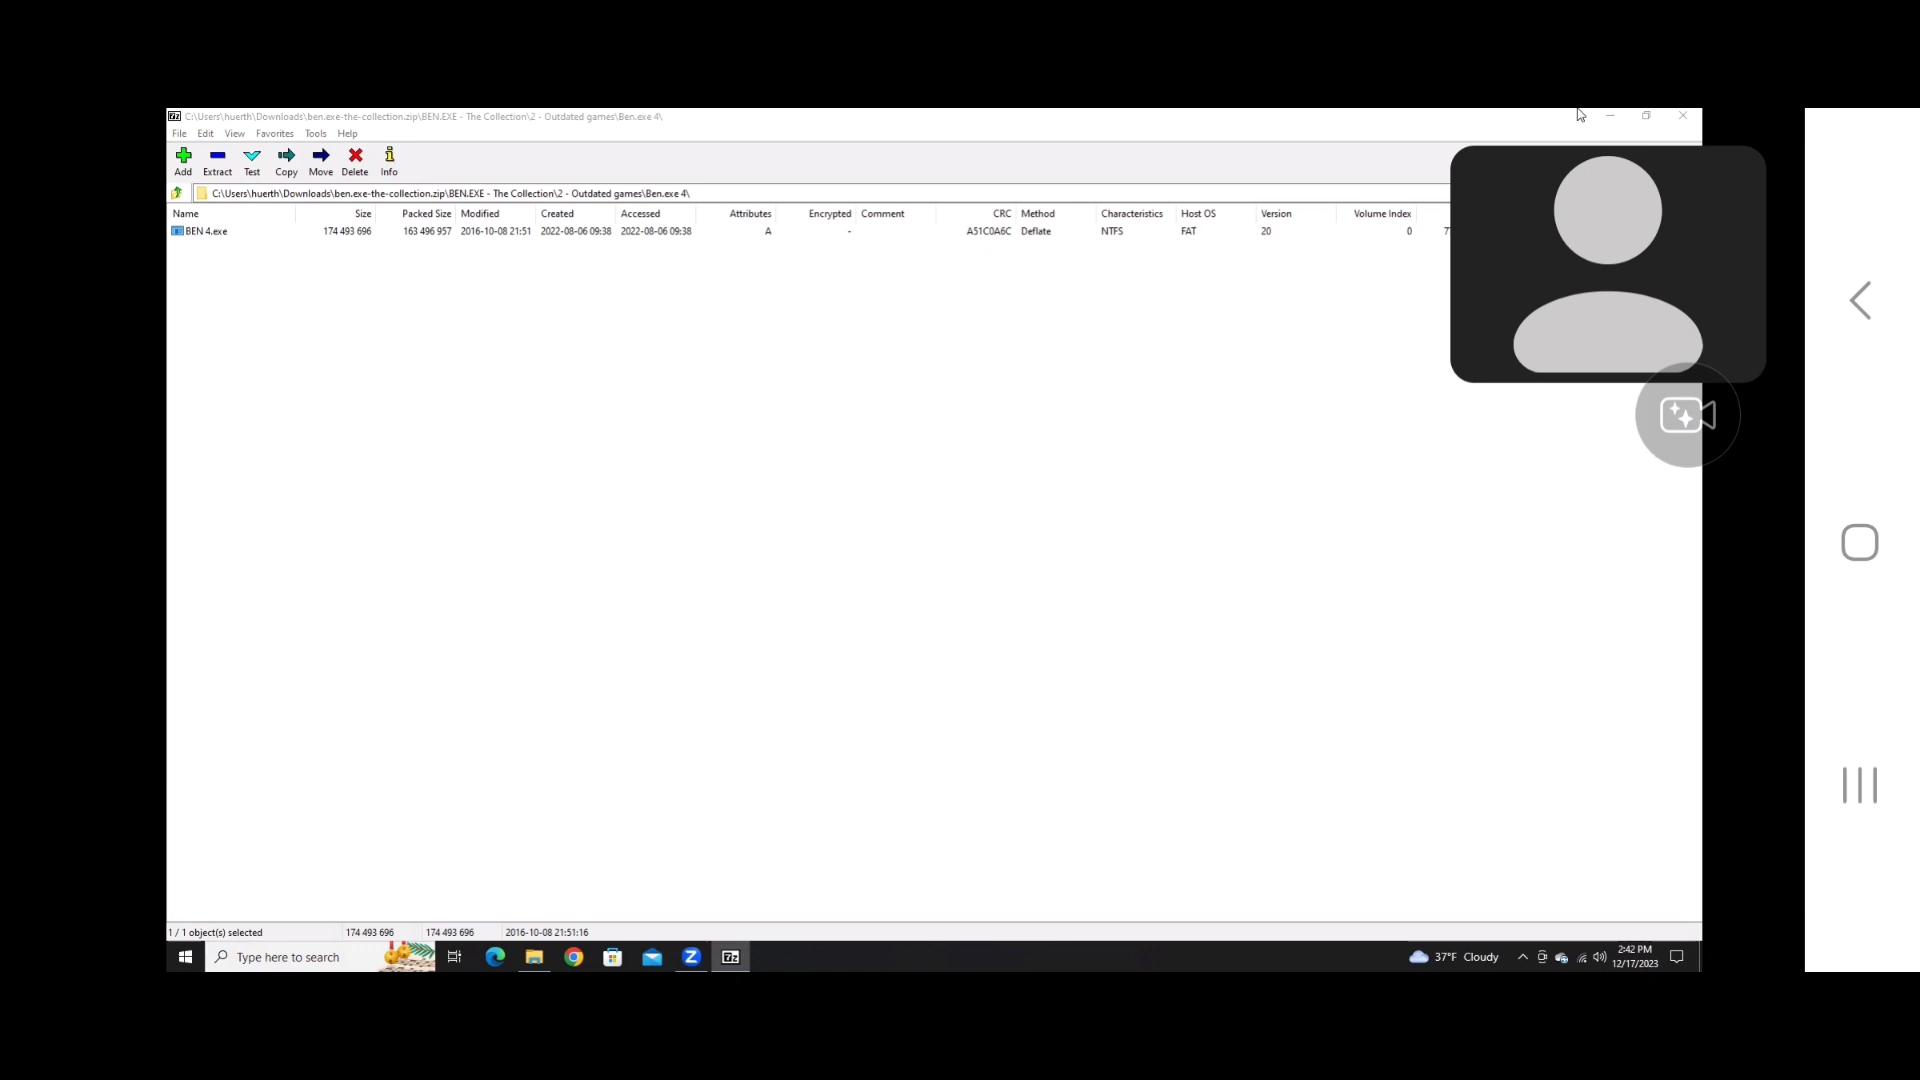 C:\Users\huerth\Downloads\ben.exe-the-collection.zip\BEN.EXE - The Collection\2 - Outdated games\Ben.exe 4\
File Edit View Favorites Tools Help
Add Extract Test Copy Move Delete Info
C:\Users\huerth\Downloads\ben.exe-the-collection.zip\BEN.EXE - The Collection\2 - Outdated games\Ben.exe 4\
Name Size Packed Size Modified Created Accessed Attributes Encrypted Comment CRC Method Characteristics Host OS Version Volume Index
BEN 4.exe 174 493 696 163 496 957 2016-10-08 21:51 2022-08-06 09:38 2022-08-06 09:38 A - A51C0A6C Deflate NTFS FAT 20 0
1 / 1 object(s) selected 174 493 696 174 493 696 2016-10-08 21:51:16
Type here to search 37°F Cloudy 2:42 PM
12/17/2023